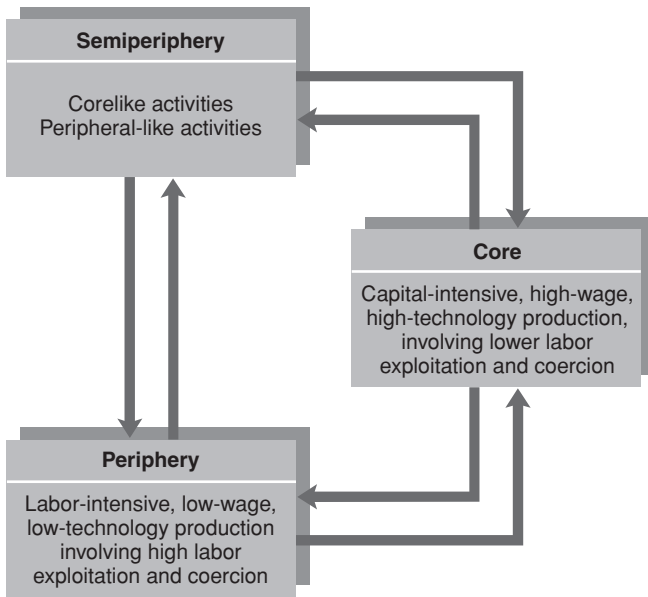 Semiperiphery
Corelike activities
Peripheral-like activities
Core
Capital-intensive, high-wage,
high-technology production,
involving lower labor
exploitation and coercion
Periphery
Labor-intensive, low-wage,
low-technology production
involving high labor
exploitation and coercion